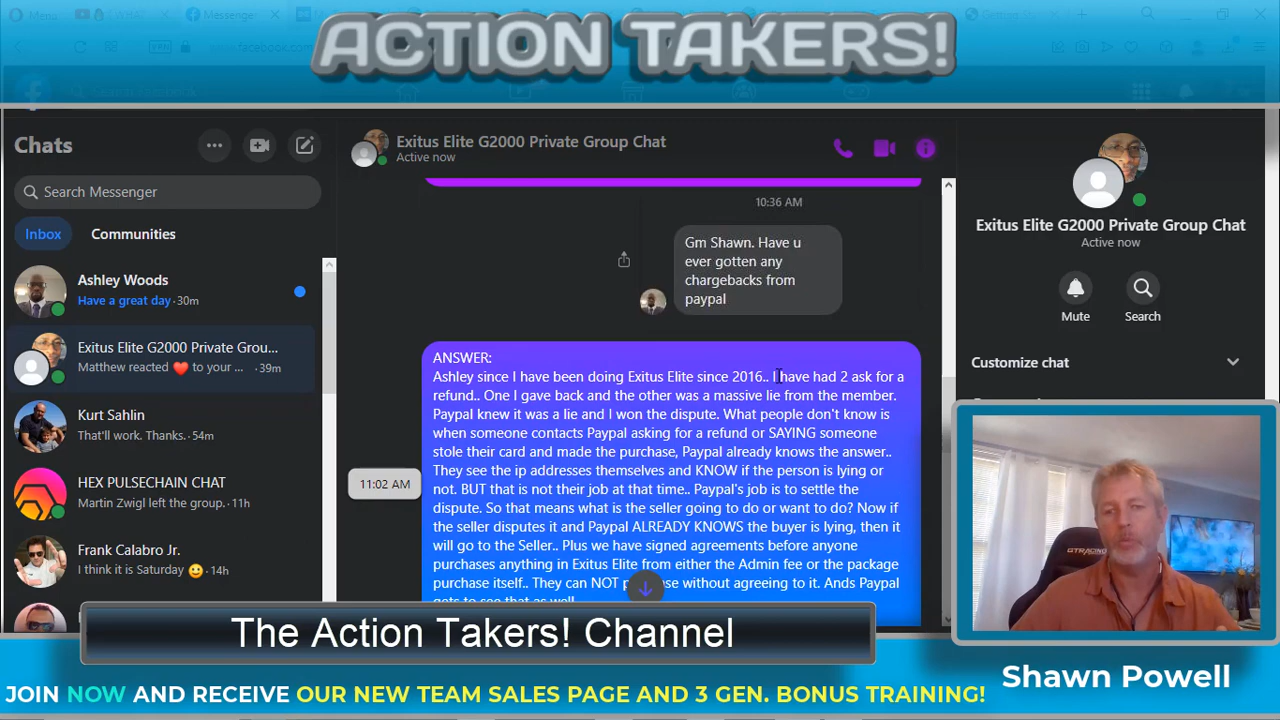 ACTION TAKERS!
Messenger
Chats
Search Messenger
Inbox
Communities
Ashley Woods
Have a great day · 30m
Exitus Elite G2000 Private Grou...
Matthew reacted ❤️ to your ... · 39m
Kurt Sahlin
That'll work. Thanks. · 54m
HEX PULSECHAIN CHAT
Martin Zwigl left the group. · 11h
Frank Calabro Jr.
I think it is Saturday 😀 · 14h
Exitus Elite G2000 Private Group Chat
Active now
10:36 AM
Gm Shawn. Have u
ever gotten any
chargebacks from
paypal
11:02 AM
ANSWER:
Ashley since I have been doing Exitus Elite since 2016.. I have had 2 ask for a
refund.. One I gave back and the other was a massive lie from the member.
Paypal knew it was a lie and I won the dispute. What people don't know is
when someone contacts Paypal asking for a refund or SAYING someone
stole their card and made the purchase, Paypal already knows the answer..
They see the ip addresses themselves and KNOW if the person is lying or
not. BUT that is not their job at that time.. Paypal's job is to settle the
dispute. So that means what is the seller going to do or want to do? Now if
the seller disputes it and Paypal ALREADY KNOWS the buyer is lying, then it
will go to the Seller.. Plus we have signed agreements before anyone
purchases anything in Exitus Elite from either the Admin fee or the package
purchase itself.. They can NOT without agreeing to it. Ands Paypal
gets to see that as well
Exitus Elite G2000 Private Group Chat
Active now
Mute
Search
Customize chat
GTRACING
The Action Takers! Channel
Shawn Powell
JOIN NOW AND RECEIVE OUR NEW TEAM SALES PAGE AND 3 GEN. BONUS TRAINING!